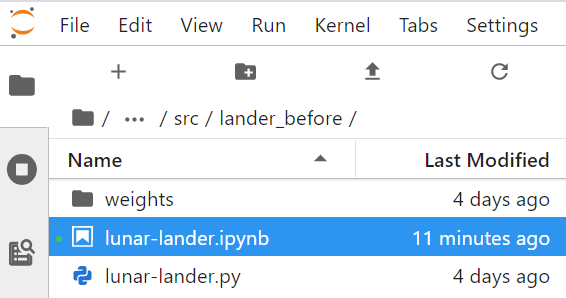 File Edit View Run Kernel Tabs Settings
/ ··· / src / lander_before /
Name Last Modified
weights 4 days ago
lunar-lander.ipynb 11 minutes ago
lunar-lander.py 4 days ago